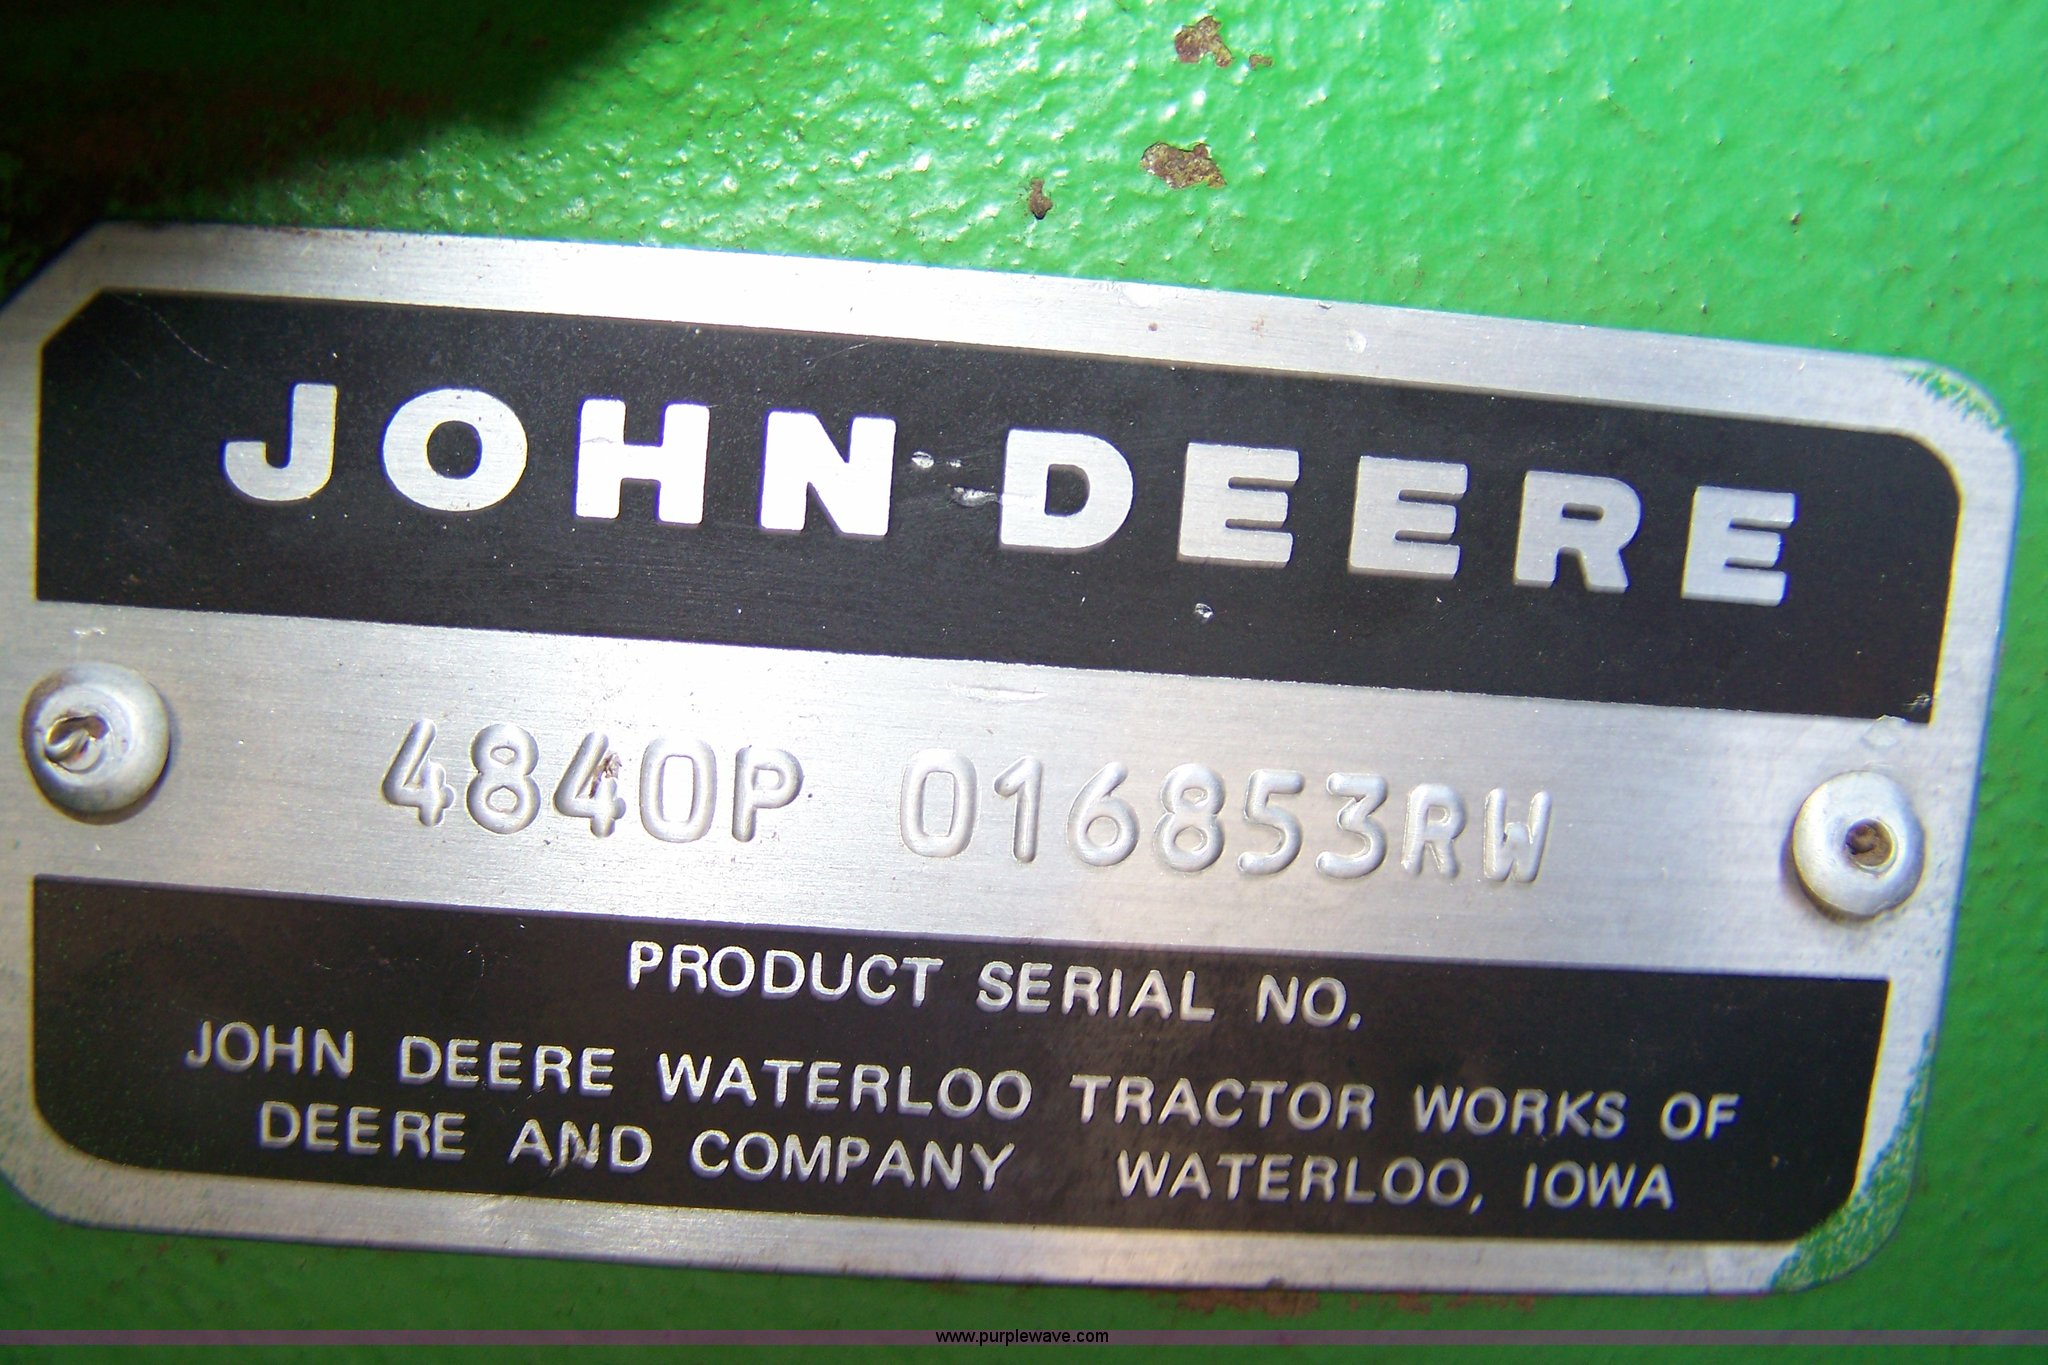 JOHN DEERE
4840P 016853RW
PRODUCT SERIAL NO.
JOHN DEERE WATERLOO TRACTOR WORKS OF
DEERE AND COMPANY WATERLOO, IOWA
www.purplewave.com